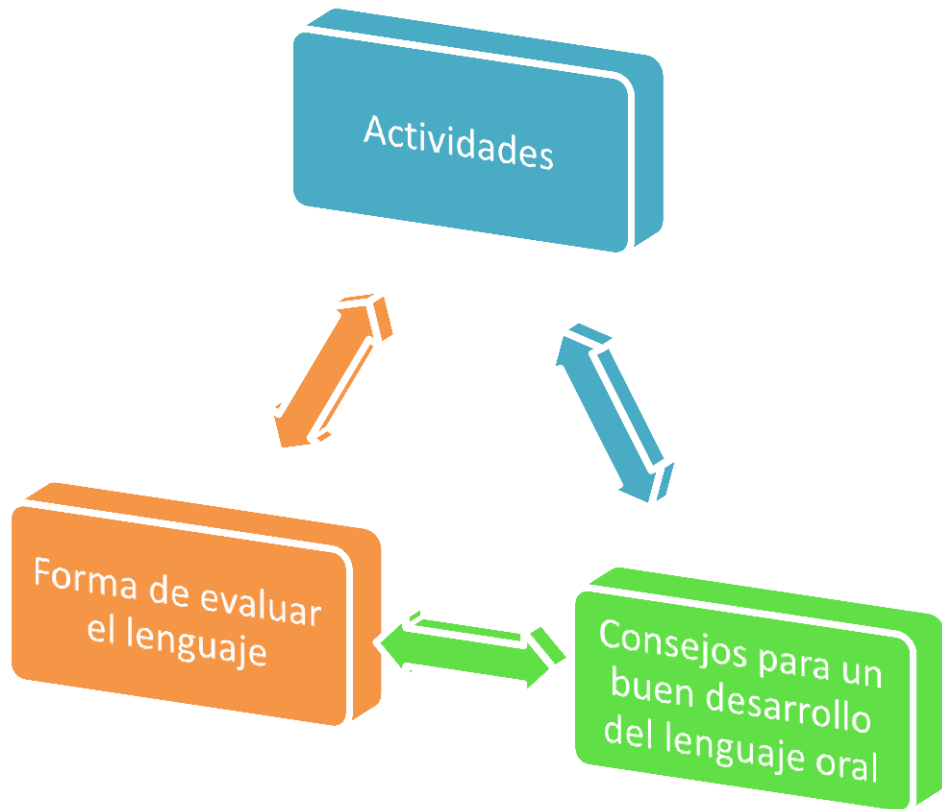 Actividades
Forma de evaluar
el lenguaje
Consejos para un
buen desarrollo
del lenguaje oral